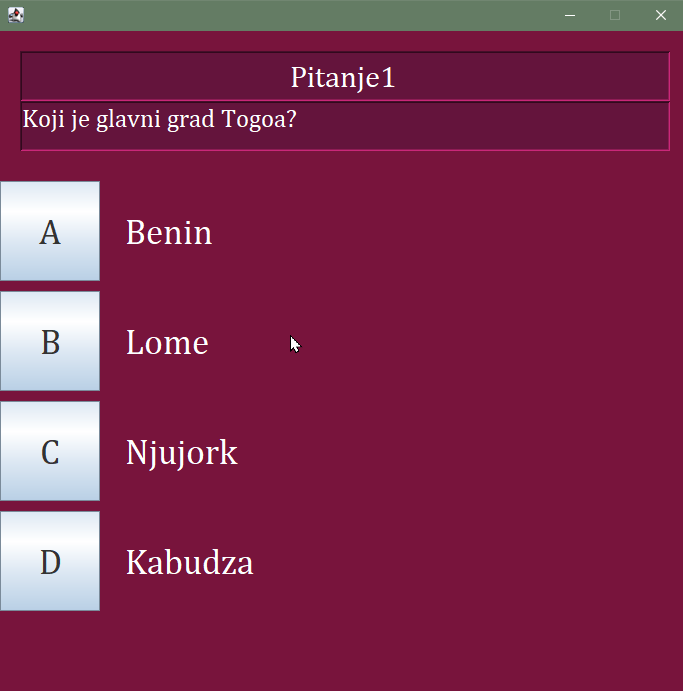 Pitanje1
Koji je glavni grad Togoa?
A Benin
B Lome
C Njujork
D Kabudza